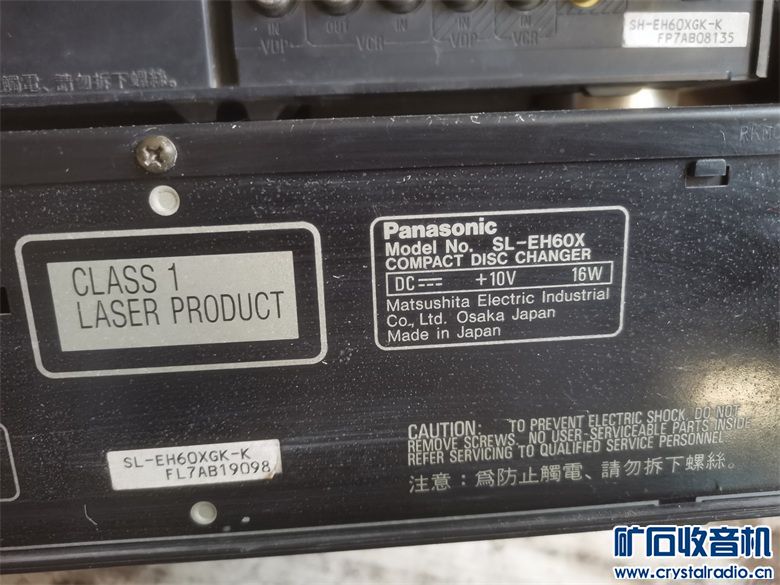 IN
VDP
OUT
IN
VCR
IN
VDP
IN
VCR
SH-EH60XGK-K
FP7AB08135
觸電、請勿拆下螺絲。
CLASS 1
LASER PRODUCT
Panasonic
Model No. SL-EH60X
COMPACT DISC CHANGER
DC +10V 16W
Matsushita Electric Industrial
Co., Ltd. Osaka Japan
Made in Japan
SL-EH60XGK-K
FL7AB19098
CAUTION: TO PREVENT ELECTRIC SHOCK, DO NOT
REMOVE SCREWS. NO USER-SERVICEABLE PARTS INSIDE.
REFER SERVICING TO QUALIFIED SERVICE PERSONNEL.
注意：爲防止觸電、請勿拆下螺絲。
矿石收音机
www.crystalradio.cn